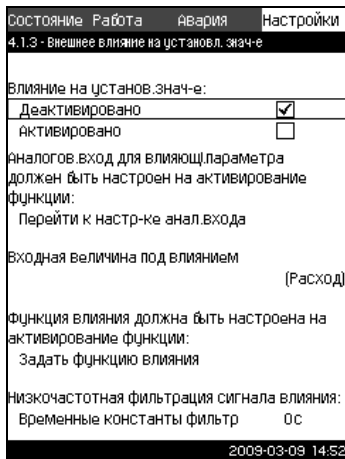 Состояние Работа Авария Настройки
4.1.3 - Внешнее влияние на установл. знач-е
Влияние на установ.знач-е:
Деактивировано
Активировано
Аналогов.вход для влияющ|.параметра
должен быть настроен на активирование
функции:
Перейти к настр-ке анал.входа
Входная величина под влиянием
(Расход)
Функция влияния должна быть настроена на
активирование функции:
Задать функцию влияния
Низкочастотная фильтрация сигнала влияния:
Временные константы фильтр 0с
2009-03-09 14:52